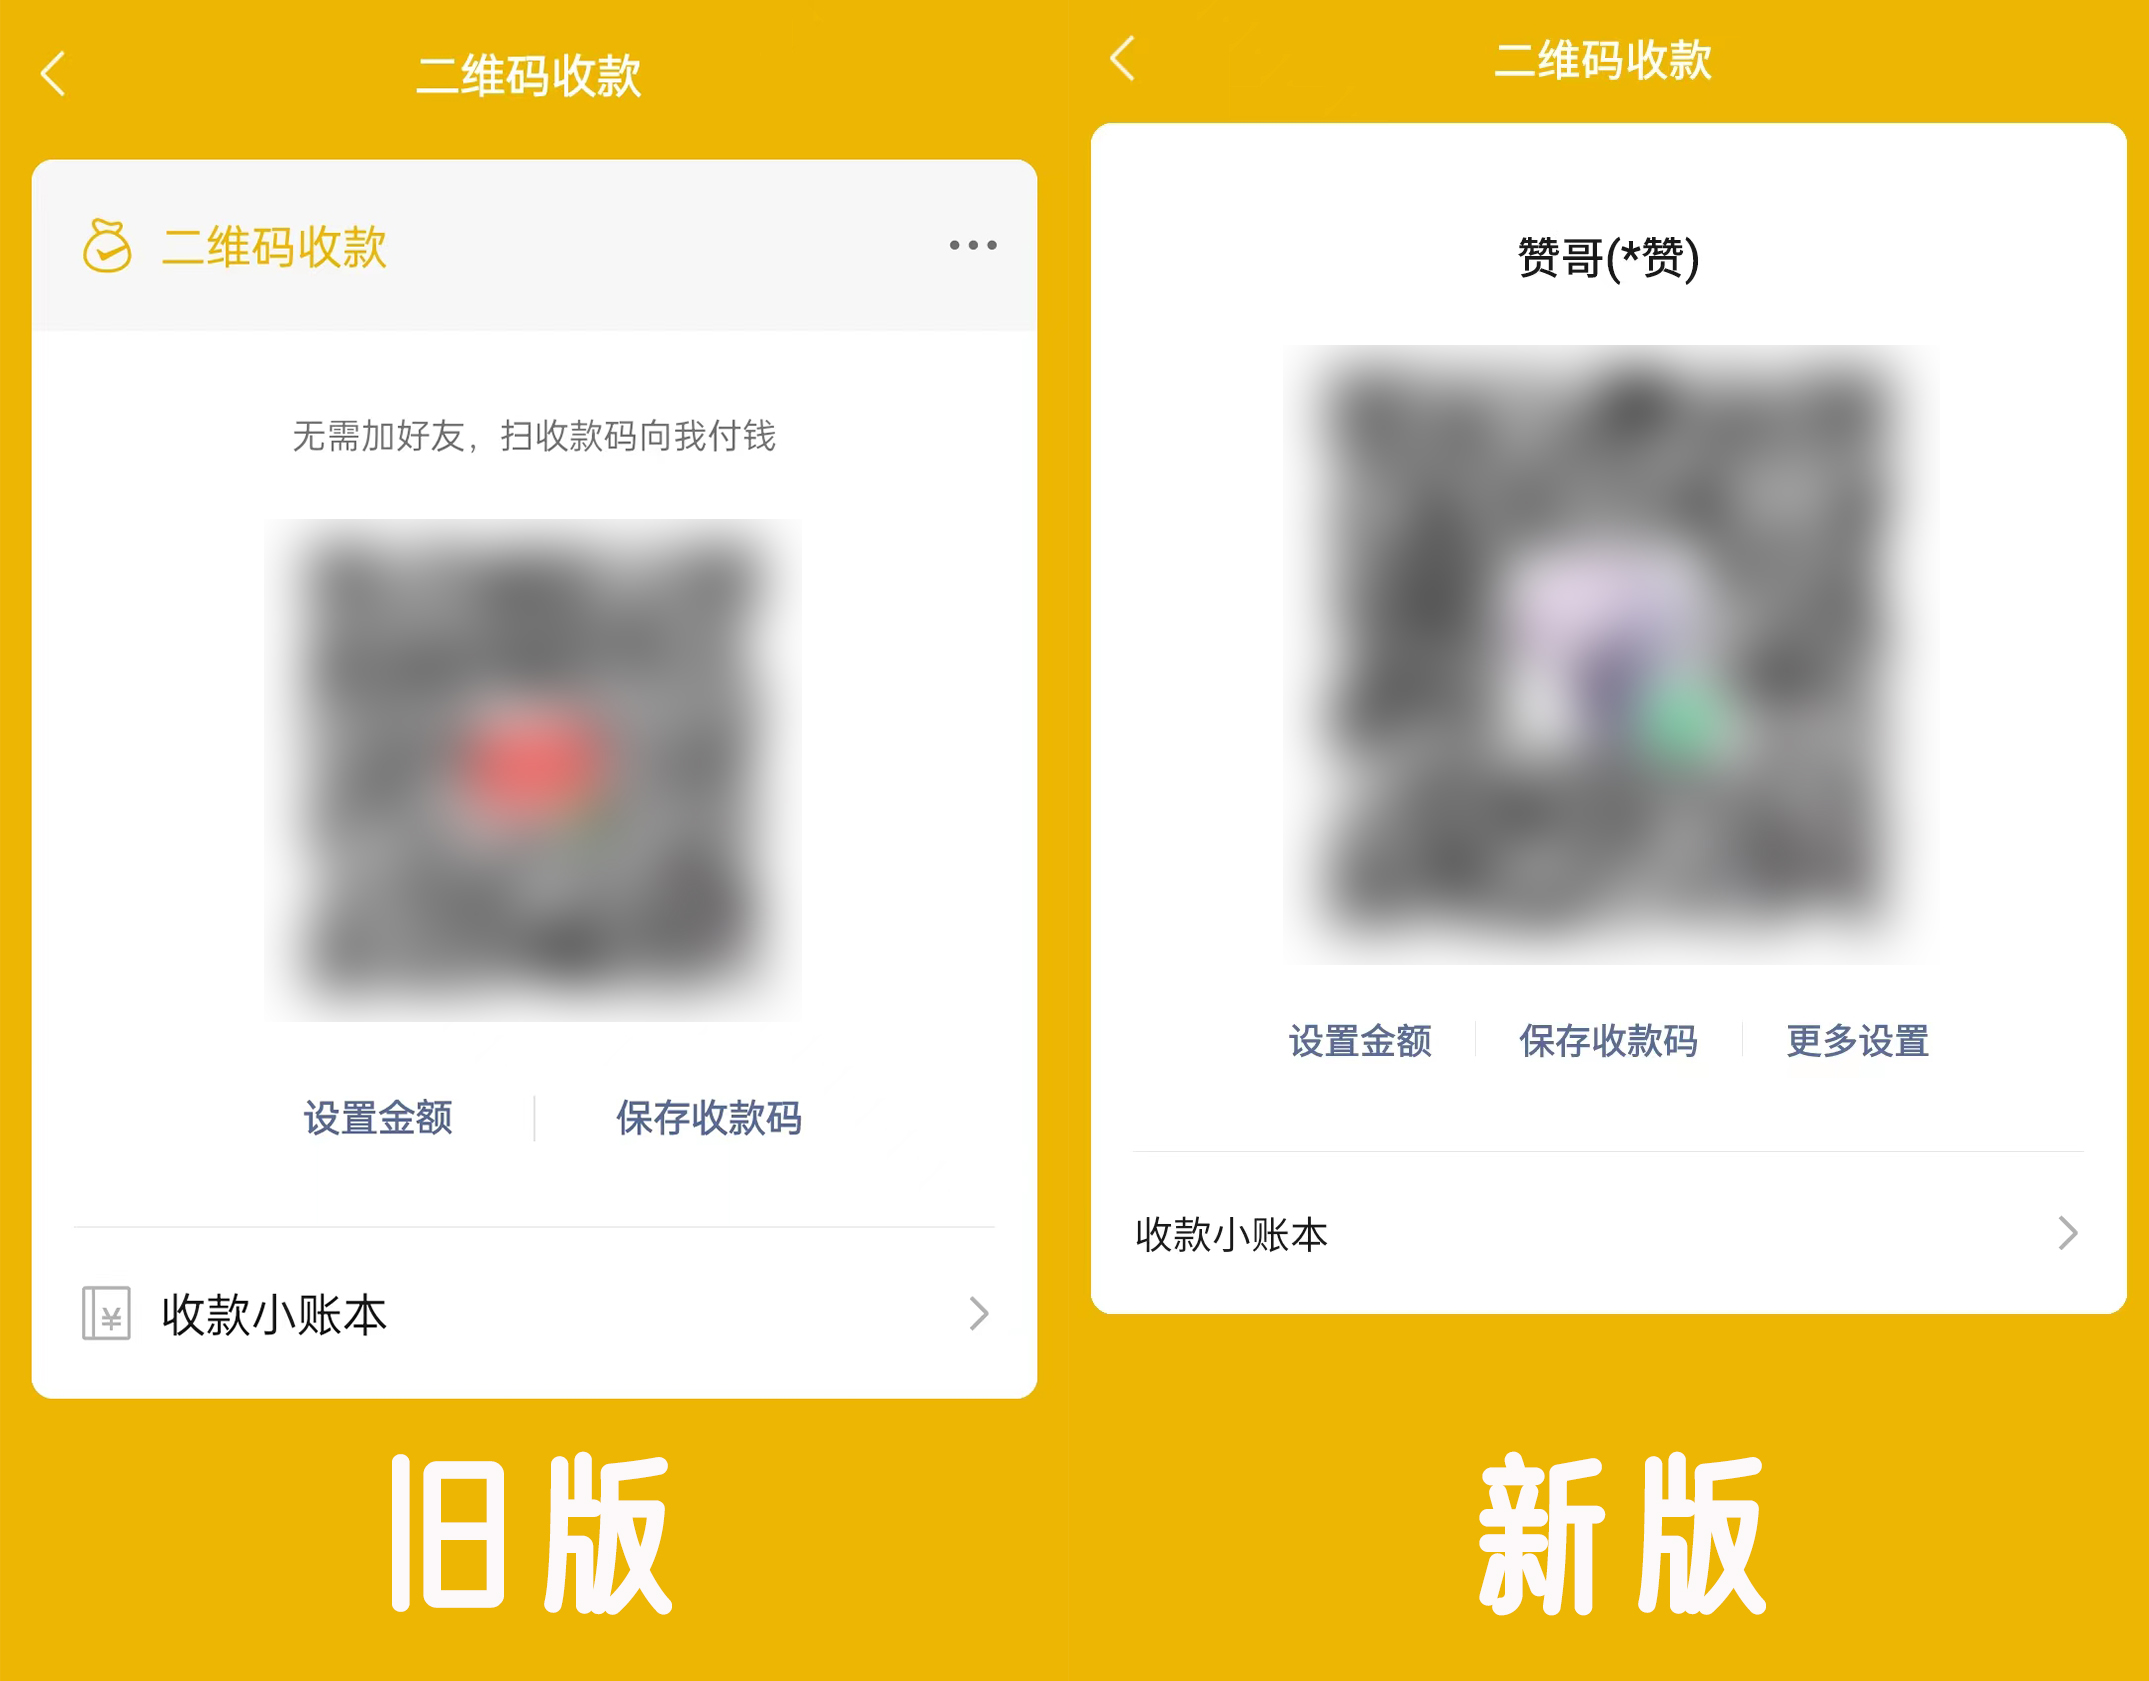 二维码收款
二维码收款
无需加好友，扫收款码向我付钱
设置金额
保存收款码
收款小账本
旧版
二维码收款
赞哥(*赞)
设置金额
保存收款码
更多设置
收款小账本
新版